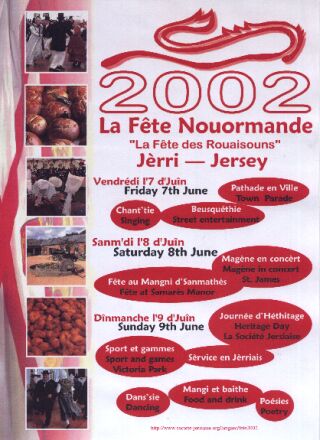 2002
La Fête Nouormande
"La Fête des Rouaisouns"
Jèrri — Jersey
Vendrédi l'7 d'Juîn
Friday 7th June
Pathade en Ville
Town Parade
Chant'tie
Singing
Beusquéthie
Street entertainment
Sanm'di l'8 d'Juîn
Saturday 8th June
Magène en concèrt
Magène in concert
St. James
Fête au Mangni d'Sanmathès
Fête at Samarès Manor
Dînmanche l'9 d'Juîn
Sunday 9th June
Journée d'Héthitage
Heritage Day
La Société Jersiaise
Sport et gammes
Sport and games
Victoria Park
Sèrvice en Jèrriais
Mangi et baithe
Food and drink
Dans'sie
Dancing
Poésies
Poetry